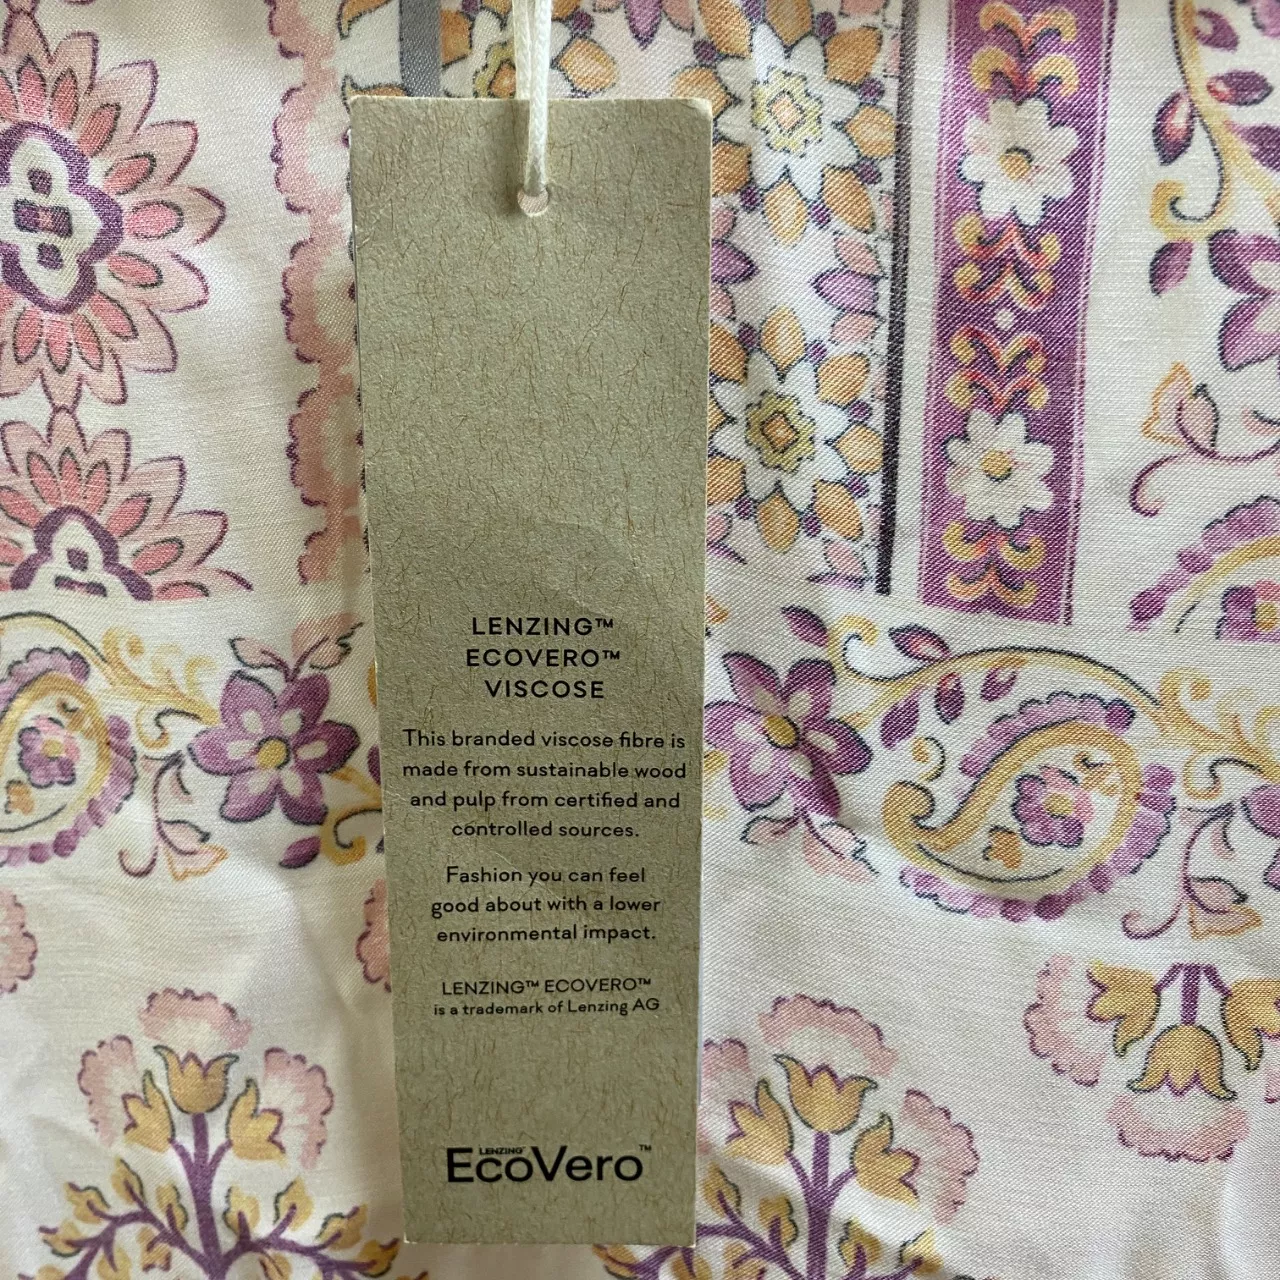 LENZING™
ECOVERO™
VISCOSE
This branded viscose fibre is
made from sustainable wood
and pulp from certified and
controlled sources.
Fashion you can feel
good about with a lower
environmental impact.
LENZING™ ECOVERO™
is a trademark of Lenzing AG
LENZING™
EcoVero™